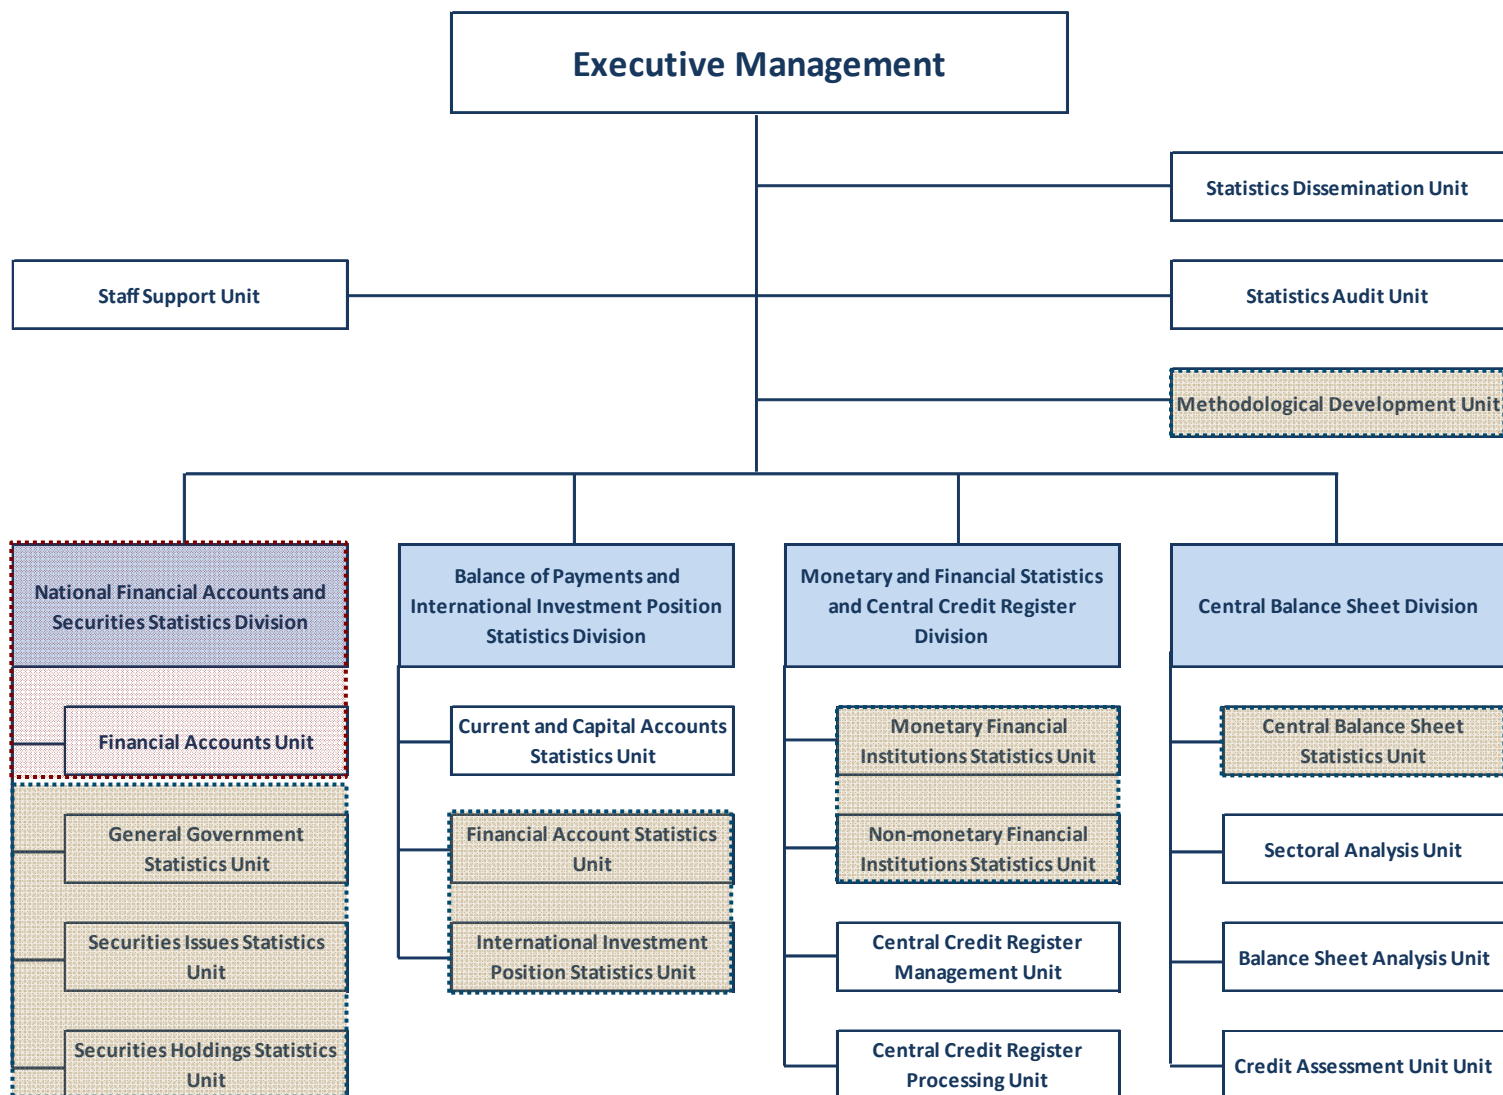 Executive Management
Statistics Dissemination Unit
Staff Support Unit
Statistics Audit Unit
Methodological Development Unit
National Financial Accounts and
Securities Statistics Division
Balance of Payments and
International Investment Position
Statistics Division
Monetary and Financial Statistics
and Central Credit Register
Division
Central Balance Sheet Division
Financial Accounts Unit
Current and Capital Accounts
Statistics Unit
Monetary Financial
Institutions Statistics Unit
Central Balance Sheet
Statistics Unit
General Government
Statistics Unit
Financial Account Statistics
Unit
Non-monetary Financial
Institutions Statistics Unit
Sectoral Analysis Unit
Securities Issues Statistics
Unit
International Investment
Position Statistics Unit
Central Credit Register
Management Unit
Balance Sheet Analysis Unit
Securities Holdings Statistics
Unit
Central Credit Register
Processing Unit
Credit Assessment Unit Unit